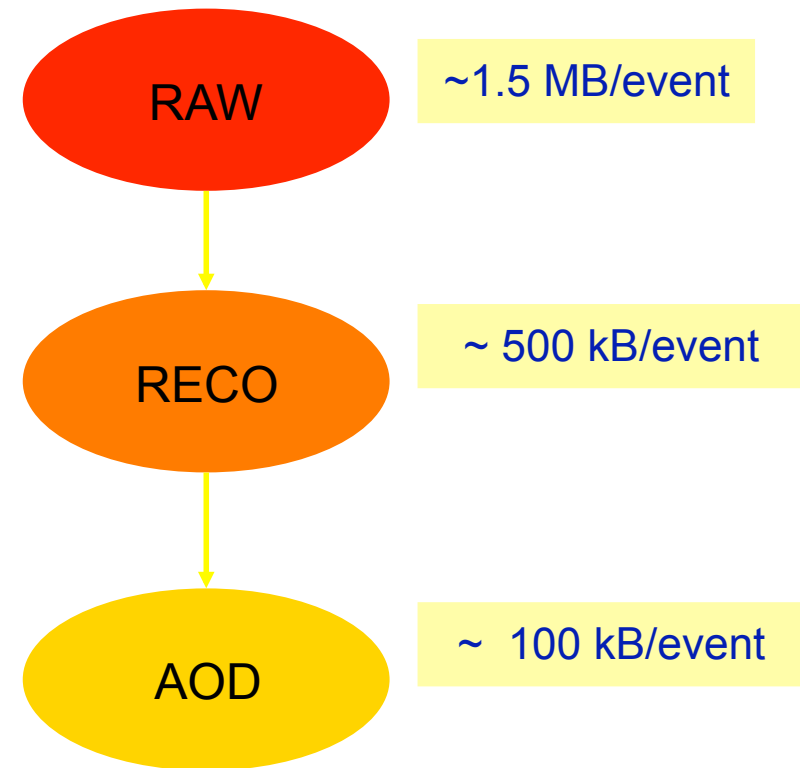 RAW
~1.5 MB/event
RECO
~ 500 kB/event
AOD
~ 100 kB/event